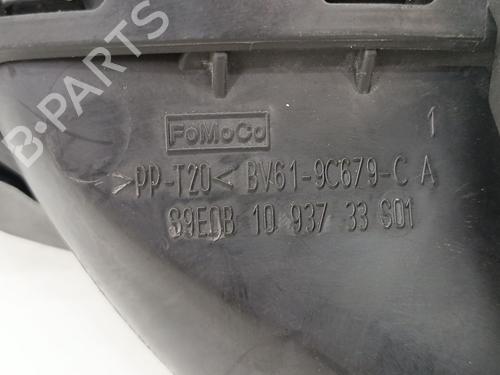 B-PARTS
FoMoCo
1
>PP-T20< BV61-9C679-C A
S9EDB 10 937 33 S01